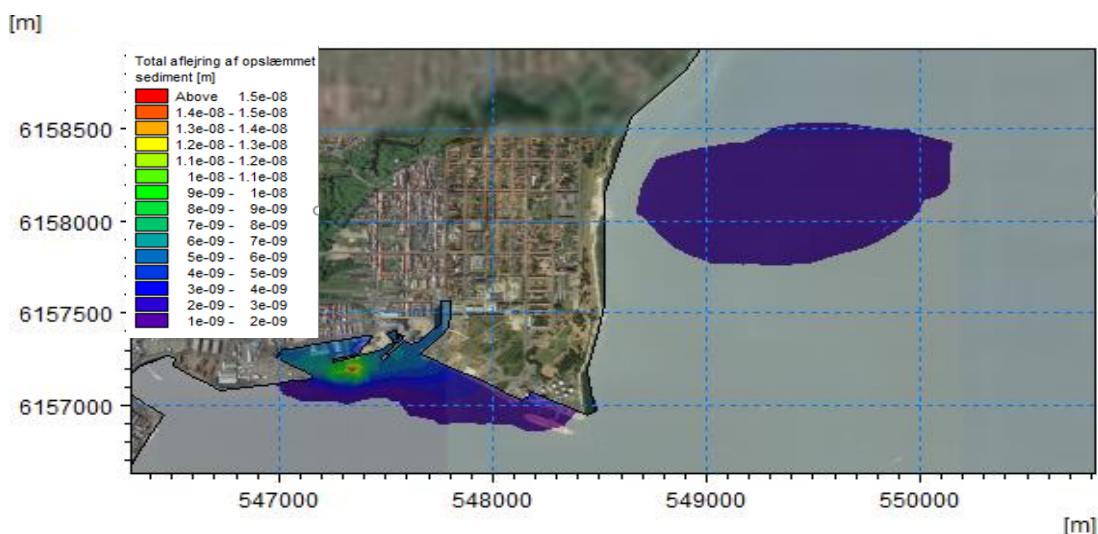 [m]
Total aflejring af opslæmmet
sediment [m]
Above 1.5e-08
1.4e-08 - 1.5e-08
1.3e-08 - 1.4e-08
1.2e-08 - 1.3e-08
1.1e-08 - 1.2e-08
1e-08 - 1.1e-08
9e-09 - 1e-08
8e-09 - 9e-09
7e-09 - 8e-09
6e-09 - 7e-09
5e-09 - 6e-09
4e-09 - 5e-09
3e-09 - 4e-09
2e-09 - 3e-09
1e-09 - 2e-09
6158500
6158000
6157500
6157000
547000 548000 549000 550000
[m]